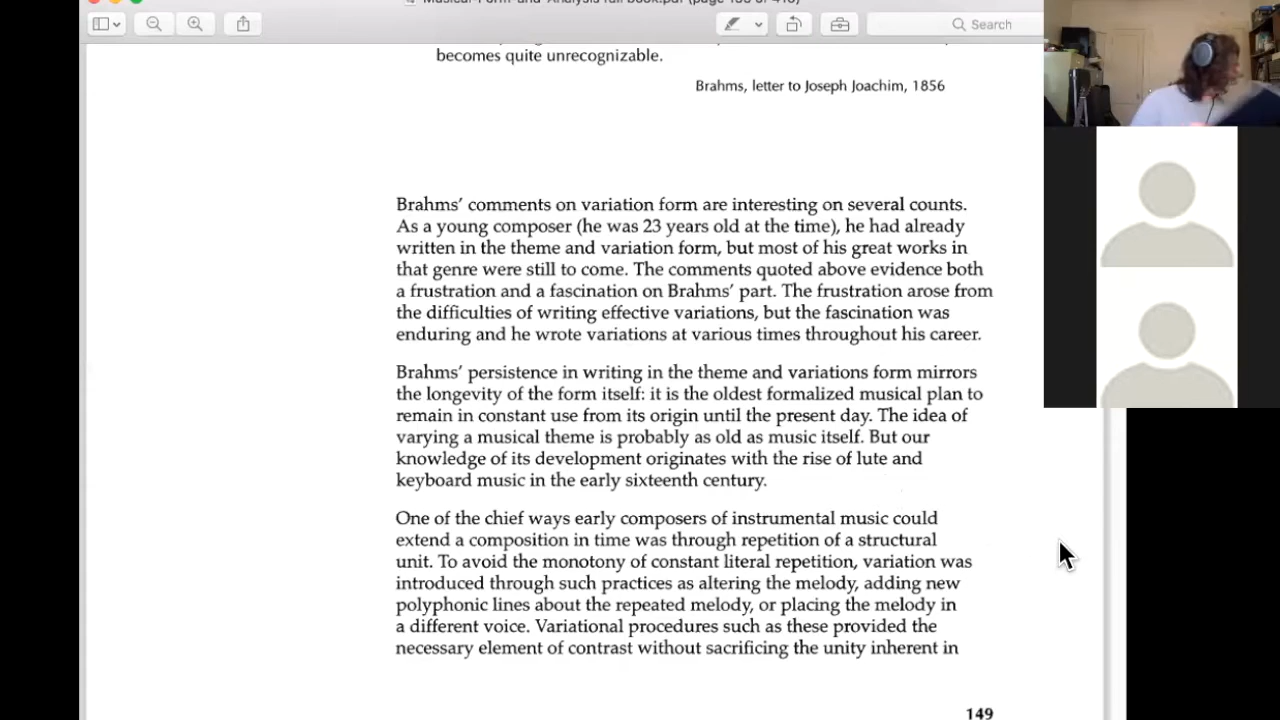 Search
becomes quite unrecognizable.
Brahms, letter to Joseph Joachim, 1856
Brahms’ comments on variation form are interesting on several counts.
As a young composer (he was 23 years old at the time), he had already
written in the theme and variation form, but most of his great works in
that genre were still to come. The comments quoted above evidence both
a frustration and a fascination on Brahms’ part. The frustration arose from
the difficulties of writing effective variations, but the fascination was
enduring and he wrote variations at various times throughout his career.
Brahms’ persistence in writing in the theme and variations form mirrors
the longevity of the form itself: it is the oldest formalized musical plan to
remain in constant use from its origin until the present day. The idea of
varying a musical theme is probably as old as music itself. But our
knowledge of its development originates with the rise of lute and
keyboard music in the early sixteenth century.
One of the chief ways early composers of instrumental music could
extend a composition in time was through repetition of a structural
unit. To avoid the monotony of constant literal repetition, variation was
introduced through such practices as altering the melody, adding new
polyphonic lines about the repeated melody, or placing the melody in
a different voice. Variational procedures such as these provided the
necessary element of contrast without sacrificing the unity inherent in
149